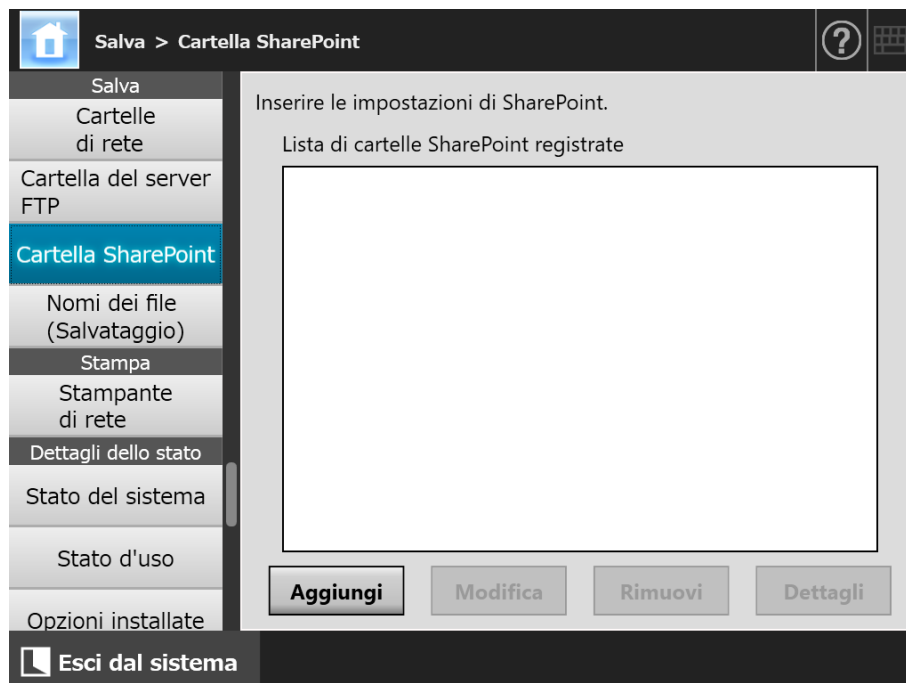 Salva > Cartella SharePoint
?
Salva
Cartelle
di rete
Cartella del server
FTP
Cartella SharePoint
Nomi dei file
(Salvataggio)
Stampa
Stampante
di rete
Dettagli dello stato
Stato del sistema
Stato d'uso
Opzioni installate
Inserire le impostazioni di SharePoint.
Lista di cartelle SharePoint registrate
Aggiungi
Modifica
Rimuovi
Dettagli
Esci dal sistema